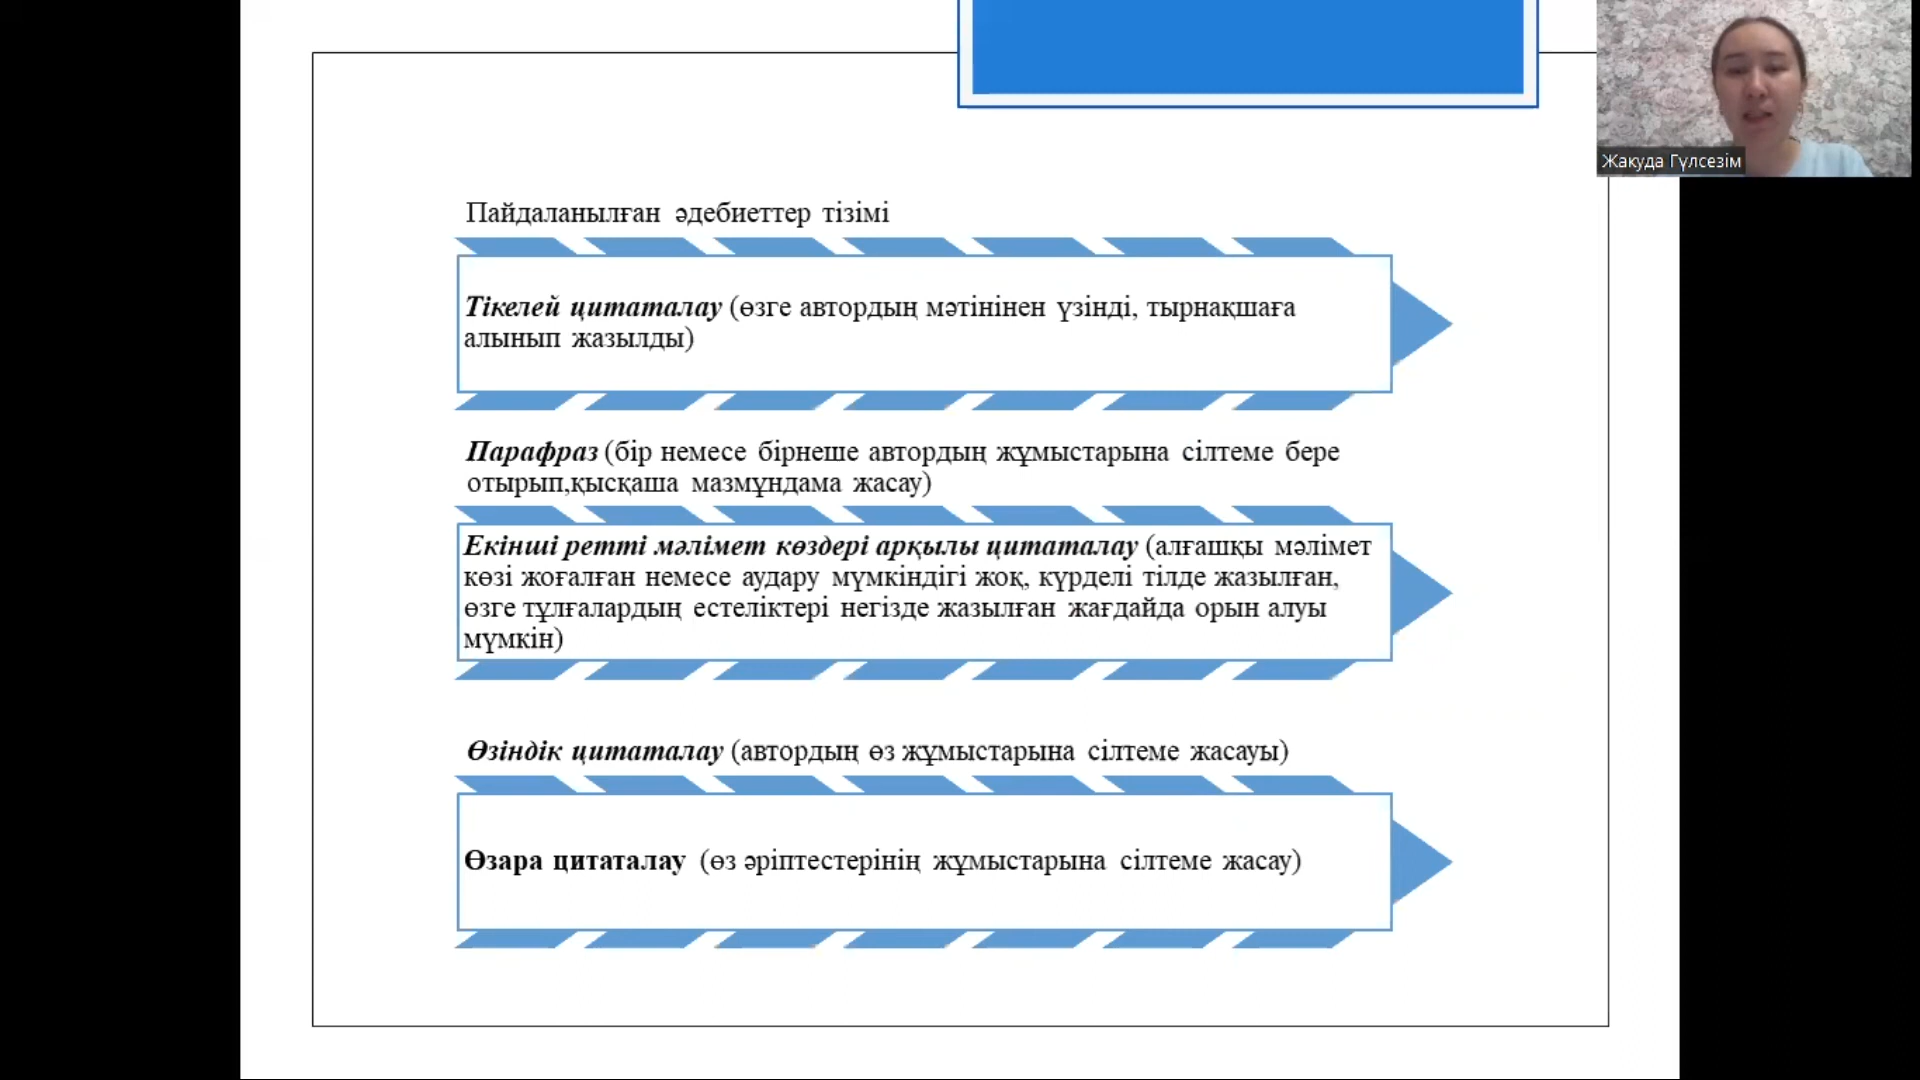 Жакуда Гүлсезім
Пайдаланылған әдебиеттер тізімі
Тікелей цитаталау (өзге автордың мәтінінен үзінді, тырнақшаға
алынып жазылды)
Парафраз (бір немесе бірнеше автордың жұмыстарына сілтеме бере
отырып,қысқаша мазмұндама жасау)
Екінші ретті мәлімет көздері арқылы цитаталау (алғашқы мәлімет
көзі жоғалған немесе аудару мүмкіндігі жоқ, күрделі тілде жазылған,
өзге тұлғалардың естеліктері негізде жазылған жағдайда орын алуы
мүмкін)
Өзіндік цитаталау (автордың өз жұмыстарына сілтеме жасауы)
Өзара цитаталау (өз әріптестерінің жұмыстарына сілтеме жасау)